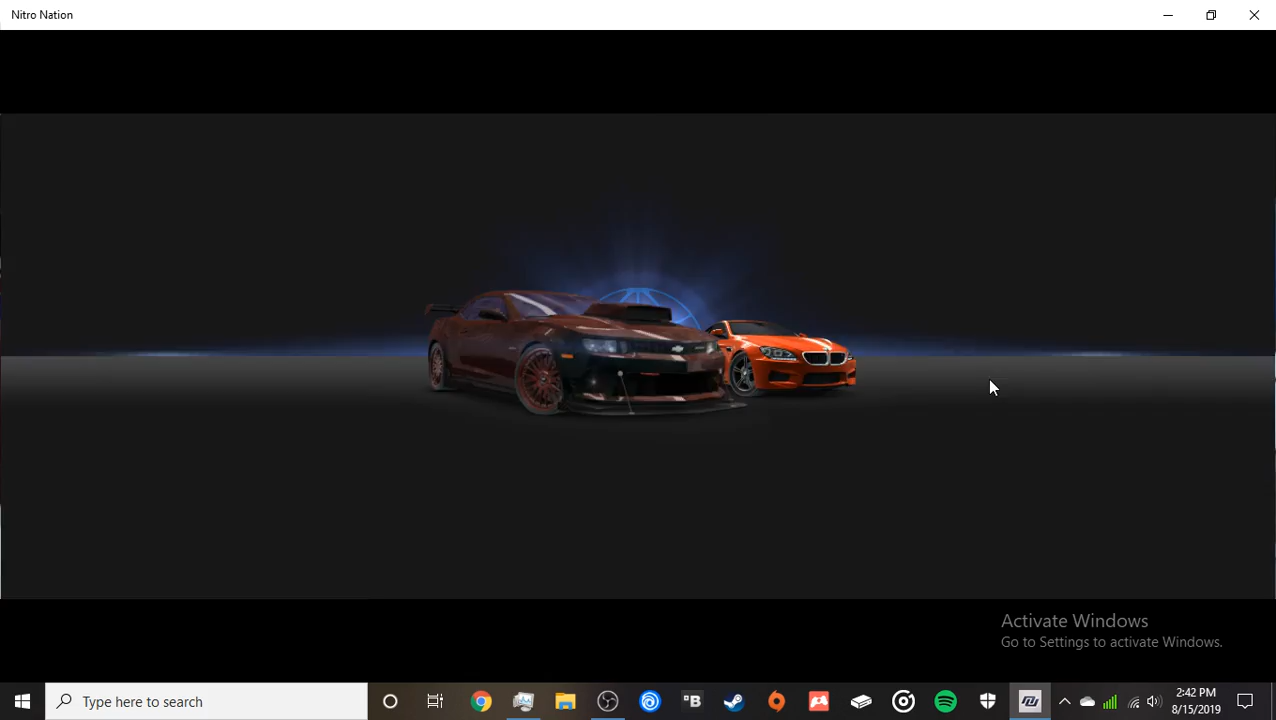 Nitro Nation
Activate Windows
Go to Settings to activate Windows.
Type here to search
B
2:42 PM
8/15/2019